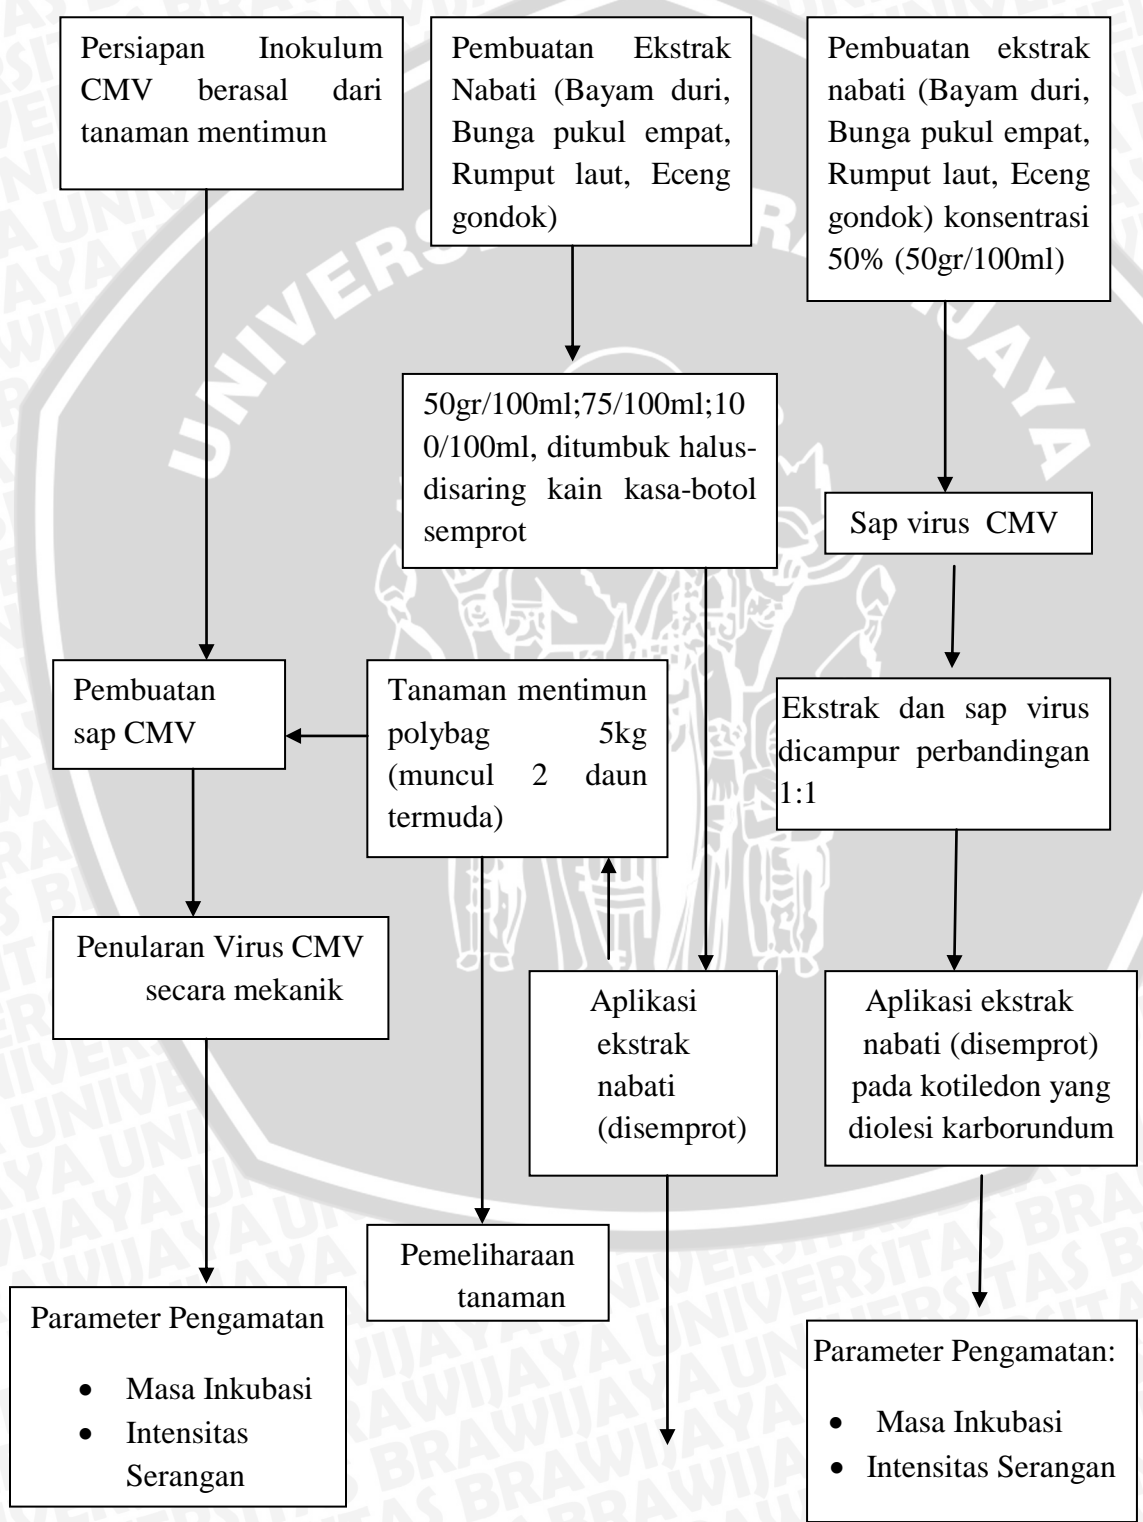 Persiapan Inokulum
CMV berasal dari
tanaman mentimun
Pembuatan Ekstrak
Nabati (Bayam duri,
Bunga pukul empat,
Rumput laut, Eceng
gondok)
Pembuatan ekstrak
nabati (Bayam duri,
Bunga pukul empat,
Rumput laut, Eceng
gondok) konsentrasi
50% (50gr/100ml)
50gr/100ml;75/100ml;10
0/100ml, ditumbuk halus-
disaring kain kasa-botol
semprot
Sap virus CMV
Pembuatan
sap CMV
Tanaman mentimun
polybag 5kg
(muncul 2 daun
termuda)
Ekstrak dan sap virus
dicampur perbandingan
1:1
Penularan Virus CMV
secara mekanik
Aplikasi
ekstrak
nabati
(disemprot)
Aplikasi ekstrak
nabati (disemprot)
pada kotiledon yang
diolesi karborundum
Pemeliharaan
tanaman
Parameter Pengamatan
• Masa Inkubasi
• Intensitas
Serangan
Parameter Pengamatan:
• Masa Inkubasi
• Intensitas Serangan